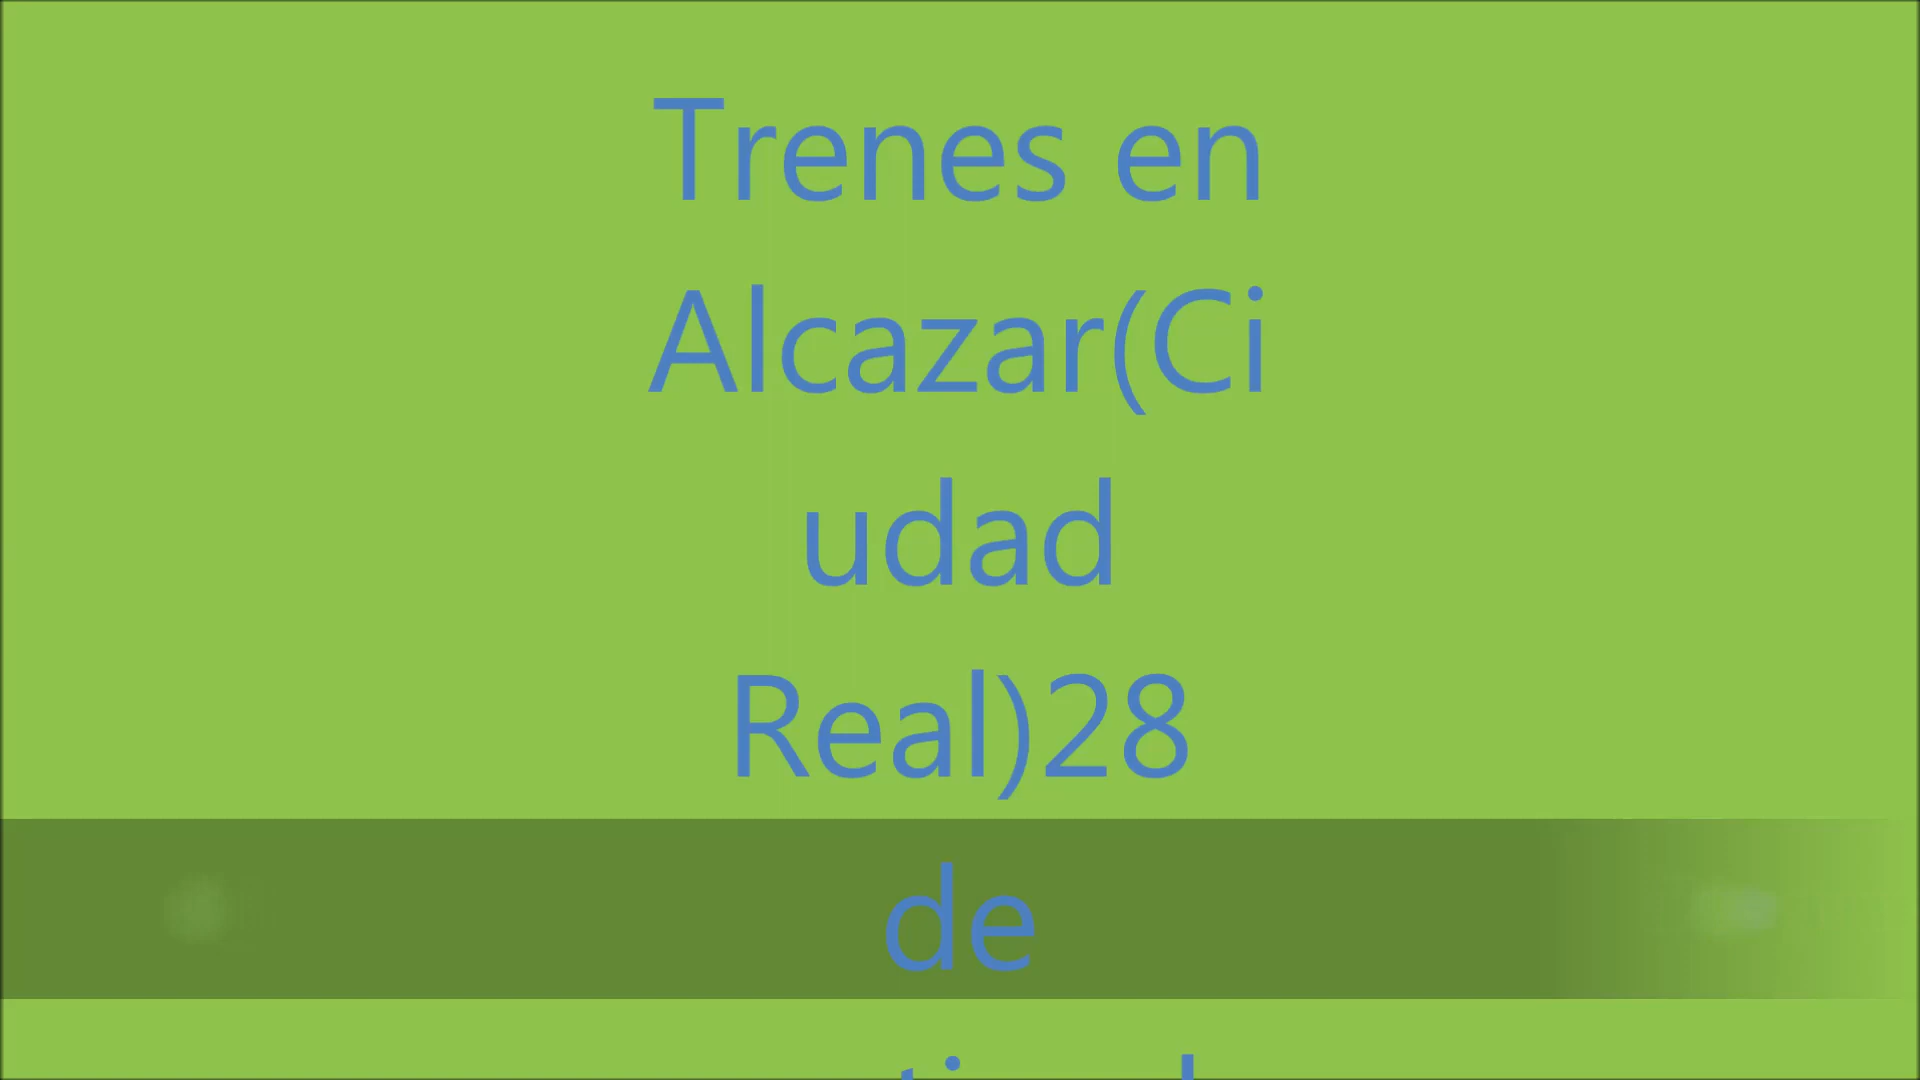 Trenes en
Alcazar(Ci
udad
Real)28
de